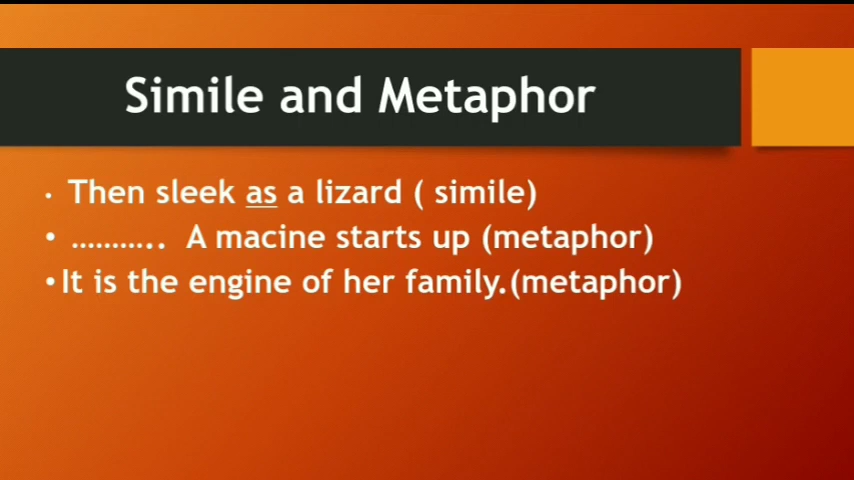 Simile and Metaphor
• Then sleek as a lizard ( simile)
• ……….. A macine starts up (metaphor)
•It is the engine of her family.(metaphor)